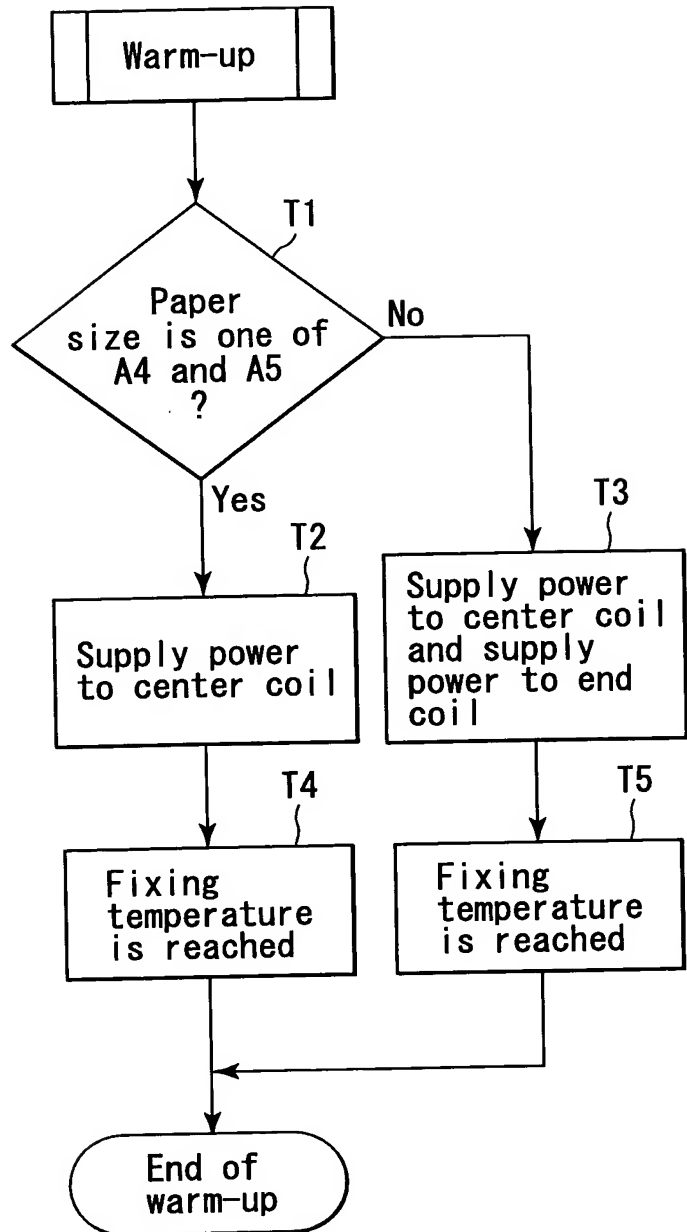 Warm-up
T1
Paper
size is one of
A4 and A5
?
No
Yes
T2
Supply power
to center coil
T3
Supply power
to center coil
and supply
power to end
coil
T4
Fixing
temperature
is reached
T5
Fixing
temperature
is reached
End of
warm-up